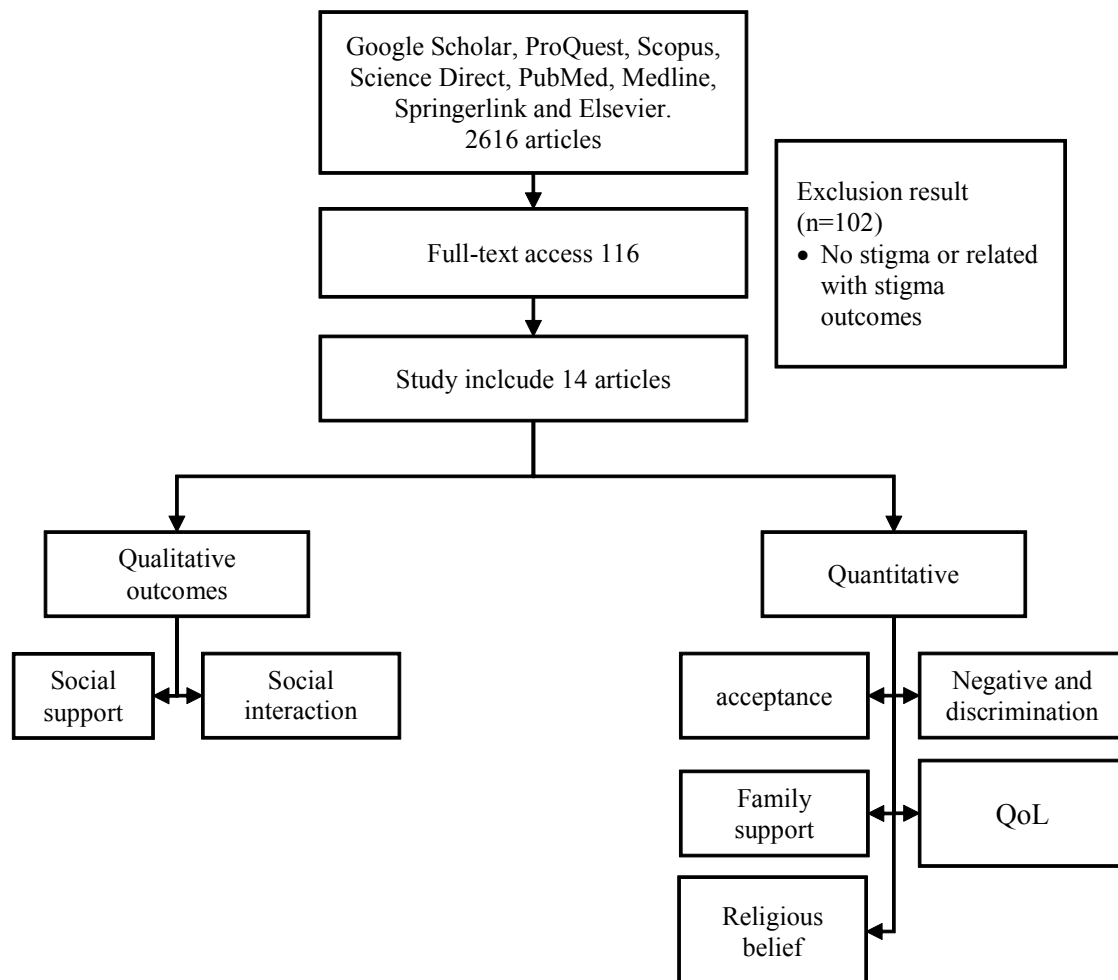 Google Scholar, ProQuest, Scopus,
Science Direct, PubMed, Medline,
Springerlink and Elsevier.
2616 articles
Exclusion result
(n=102)
• No stigma or related
with stigma
outcomes
Full-text access 116
Study inclcude 14 articles
Qualitative
outcomes
Quantitative
Social
support
Social
interaction
acceptance
Negative and
discrimination
Family
support
QoL
Religious
belief